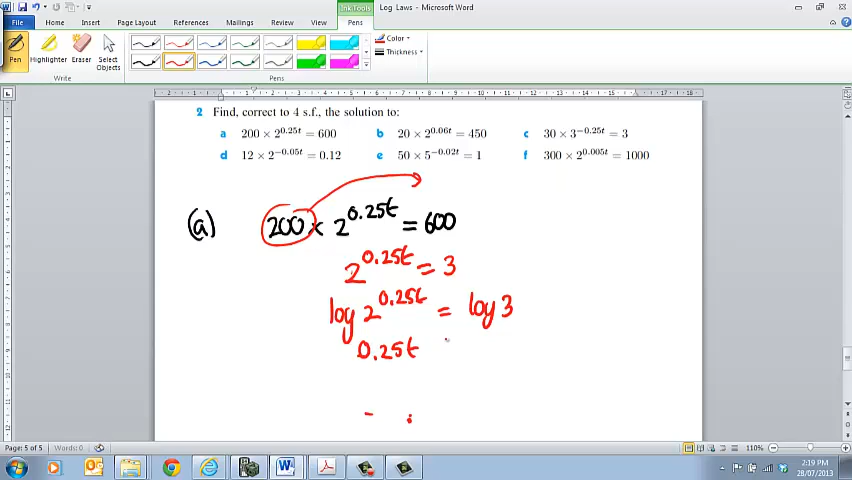 Ink Tools
Log Laws - Microsoft Word
File Home Insert Page Layout References Mailings Review View Pens
Pen Highlighter Eraser Select Objects
Color
Thickness
Write Pens
2 Find, correct to 4 s.f., the solution to:
a 200 × 2^{0.25t} = 600 b 20 × 2^{0.06t} = 450 c 30 × 3^{-0.25t} = 3
d 12 × 2^{-0.05t} = 0.12 e 50 × 5^{-0.02t} = 1 f 300 × 2^{0.005t} = 1000
(a) 200 × 2^{0.25t} = 600
2^{0.25t} = 3
log 2^{0.25t} = log 3
0.25t
Page: 5 of 5 Words: 0 110%
2:19 PM
28/07/2013